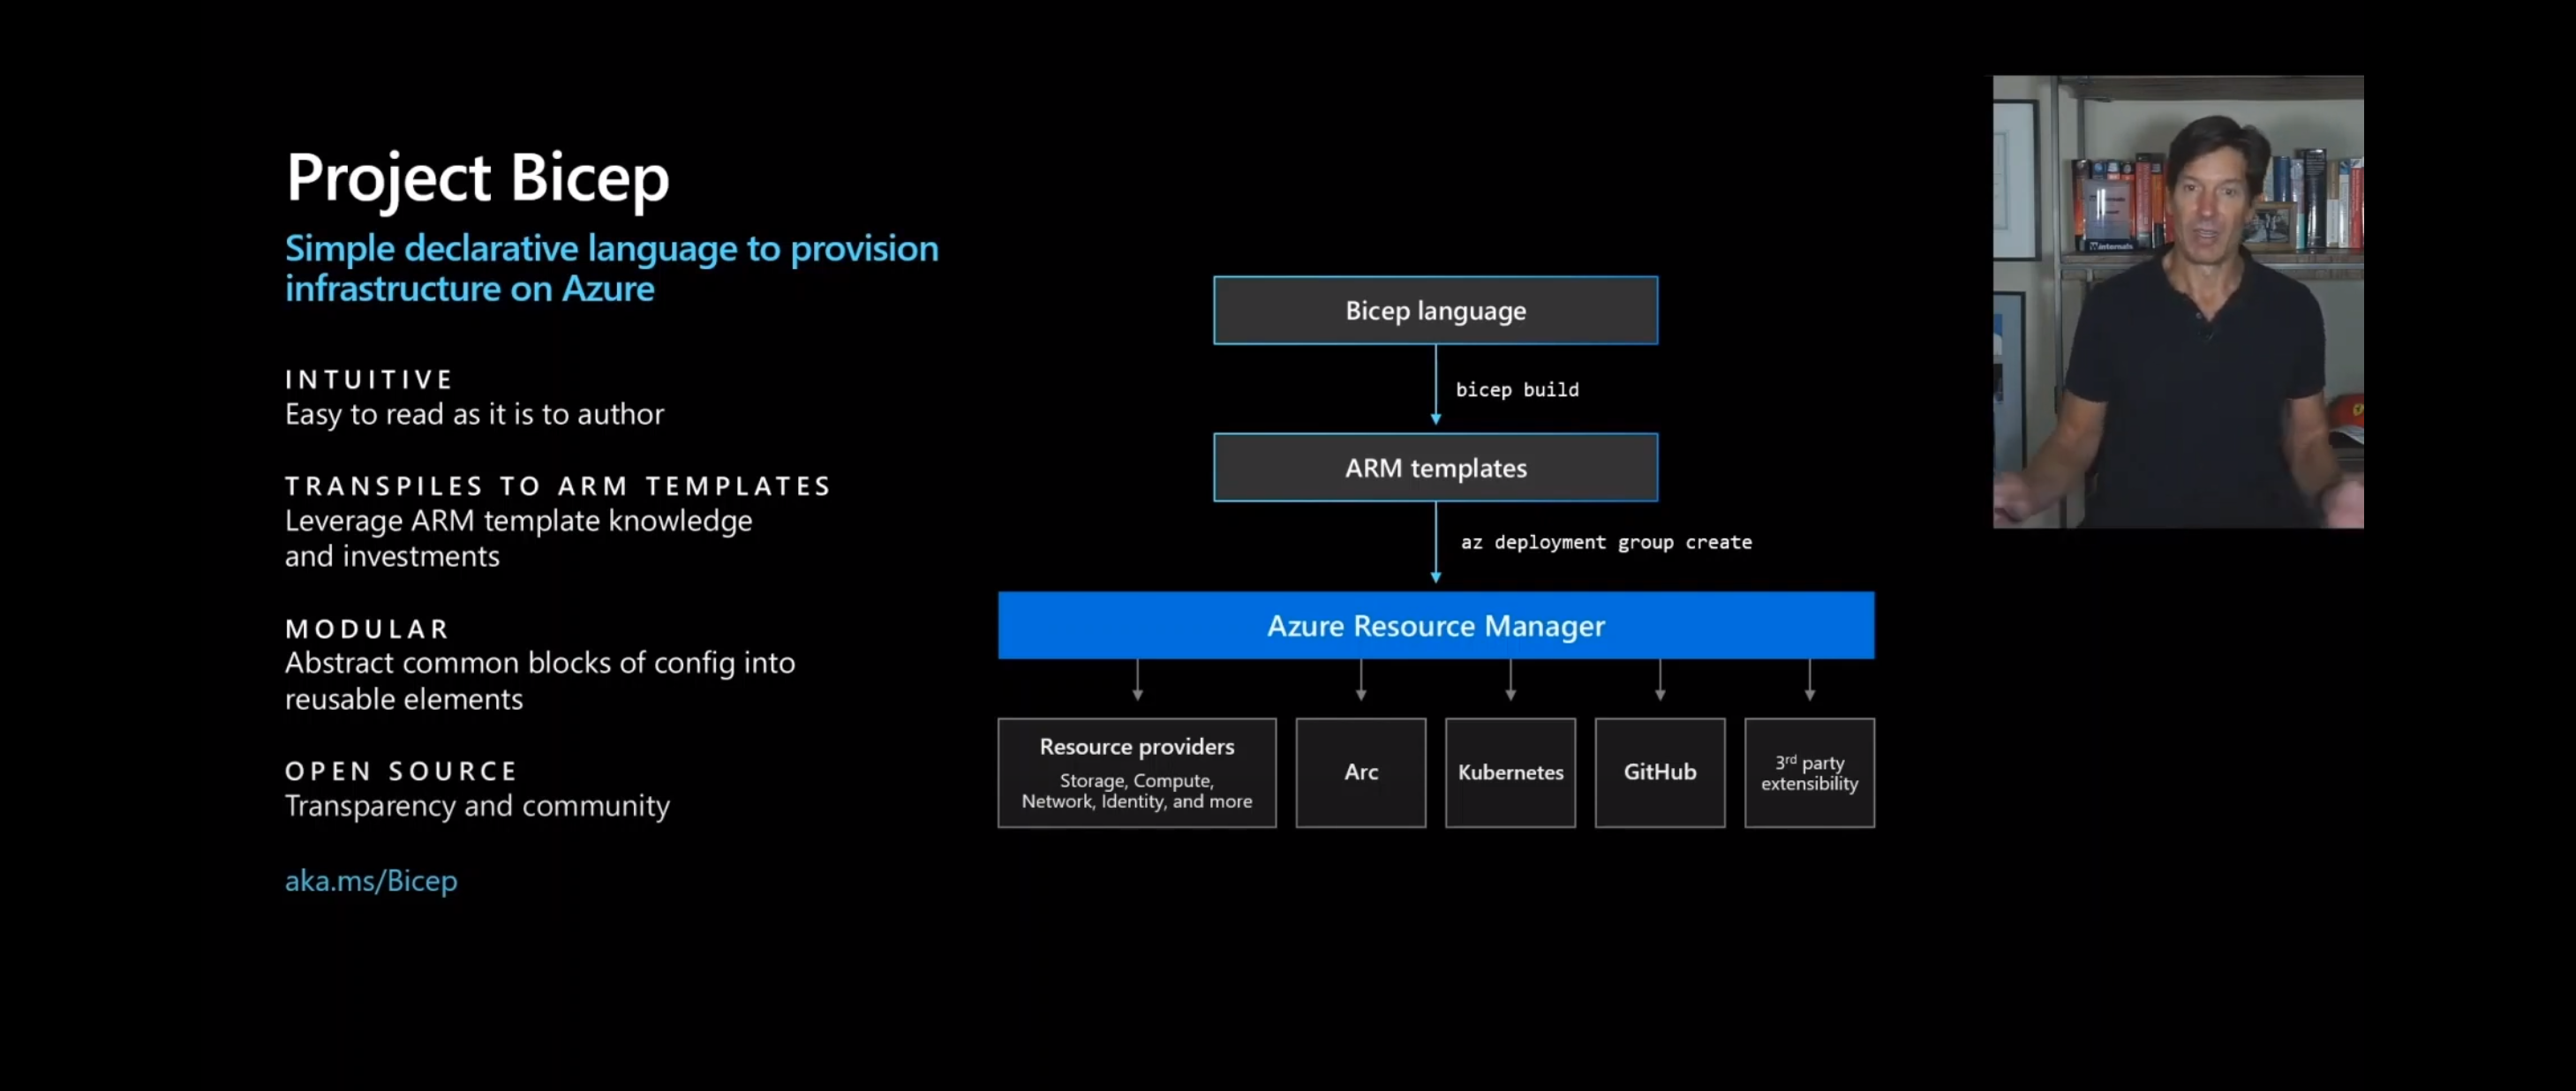 Project Bicep
Simple declarative language to provision
infrastructure on Azure
INTUITIVE
Easy to read as it is to author
TRANSPILES TO ARM TEMPLATES
Leverage ARM template knowledge
and investments
MODULAR
Abstract common blocks of config into
reusable elements
OPEN SOURCE
Transparency and community
aka.ms/Bicep
Bicep language
bicep build
ARM templates
az deployment group create
Azure Resource Manager
Resource providers
Storage, Compute,
Network, Identity, and more
Arc
Kubernetes
GitHub
3rd party
extensibility
Winternals